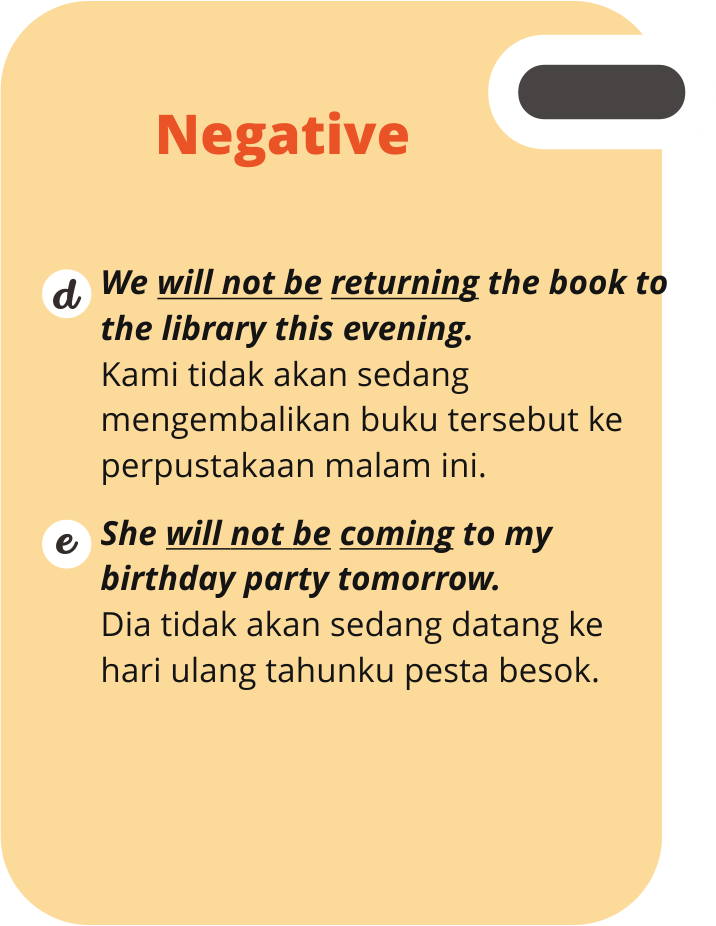 Negative
d We will not be returning the book to
the library this evening.
Kami tidak akan sedang
mengembalikan buku tersebut ke
perpustakaan malam ini.
e She will not be coming to my
birthday party tomorrow.
Dia tidak akan sedang datang ke
hari ulang tahunku pesta besok.